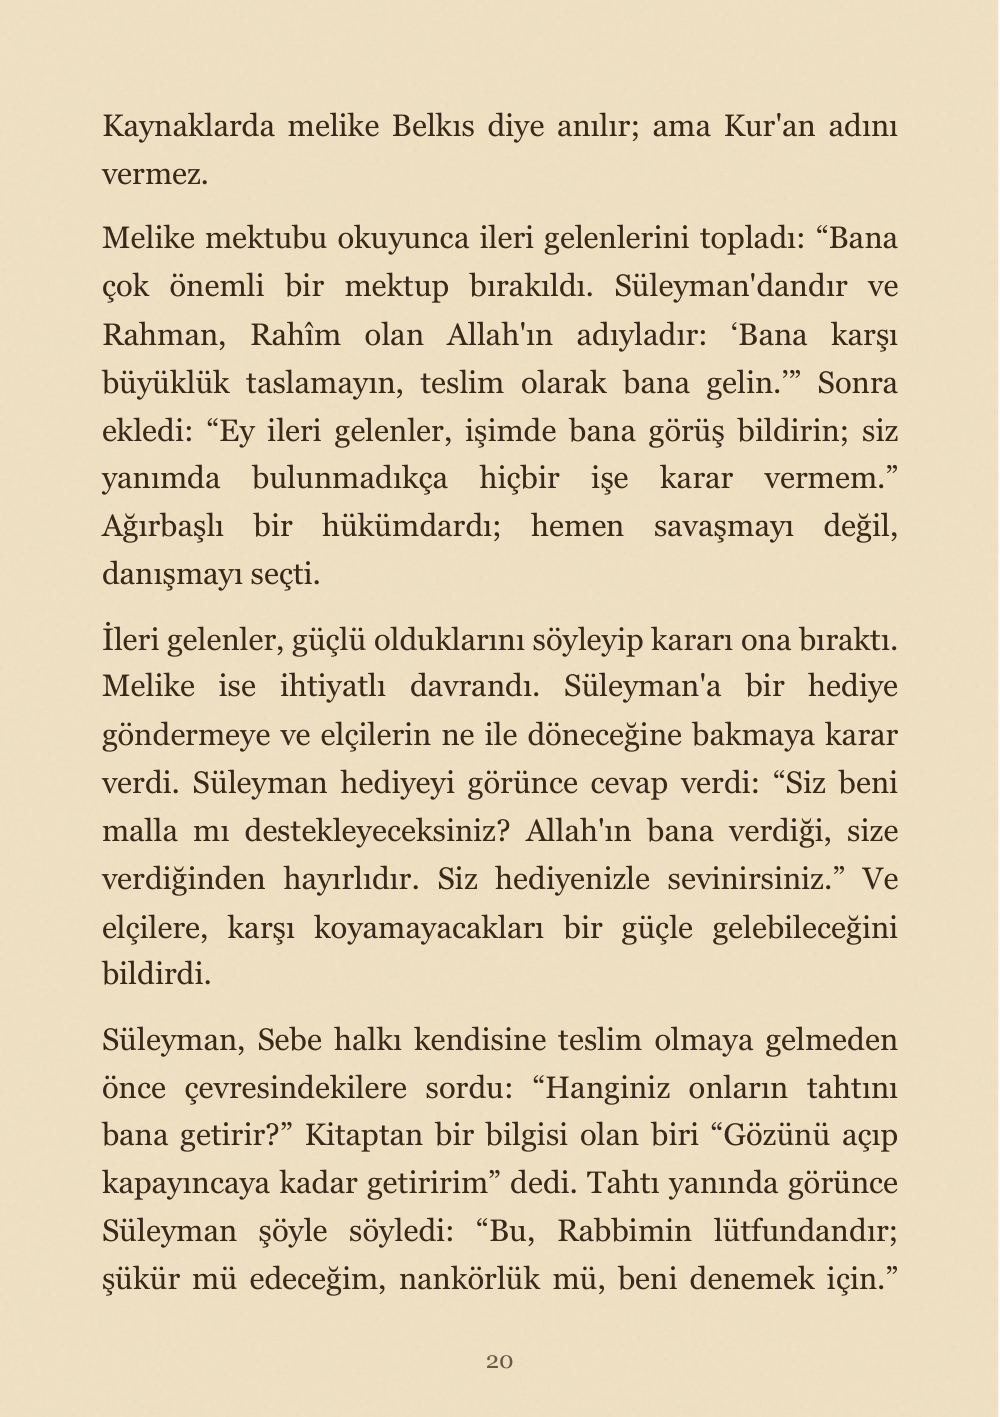 Kaynaklarda melike Belkıs diye anılır; ama Kur'an adını
vermez.
Melike mektubu okuyunca ileri gelenlerini topladı: “Bana
çok önemli bir mektup bırakıldı. Süleyman'dandır ve
Rahman, Rahîm olan Allah'ın adıyladır: ‘Bana karşı
büyüklük taslamayın, teslim olarak bana gelin.’” Sonra
ekledi: “Ey ileri gelenler, işimde bana görüş bildirin; siz
yanımda bulunmadıkça hiçbir işe karar vermem.”
Ağırbaşlı bir hükümdardı; hemen savaşmayı değil,
danışmayı seçti.
İleri gelenler, güçlü olduklarını söyleyip kararı ona bıraktı.
Melike ise ihtiyatlı davrandı. Süleyman'a bir hediye
göndermeye ve elçilerin ne ile döneceğine bakmaya karar
verdi. Süleyman hediyeyi görünce cevap verdi: “Siz beni
malla mı destekleyeceksiniz? Allah'ın bana verdiği, size
verdiğinden hayırlıdır. Siz hediyenizle sevinirsiniz.” Ve
elçilere, karşı koyamayacakları bir güçle gelebileceğini
bildirdi.
Süleyman, Sebe halkı kendisine teslim olmaya gelmeden
önce çevresindekilere sordu: “Hanginiz onların tahtını
bana getirir?” Kitaptan bir bilgisi olan biri “Gözünü açıp
kapayıncaya kadar getiririm” dedi. Tahtı yanında görünce
Süleyman şöyle söyledi: “Bu, Rabbimin lütfundandır;
şükür mü edeceğim, nankörlük mü, beni denemek için.”
20